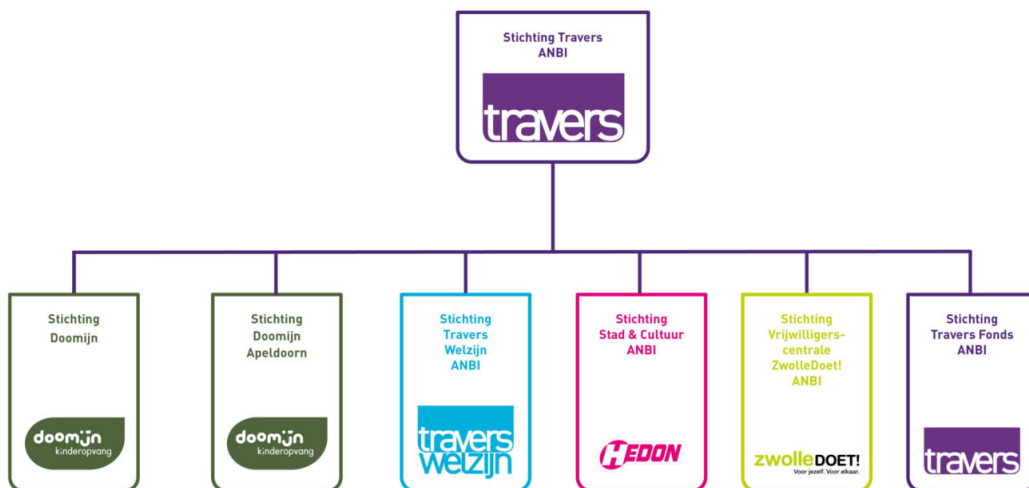 Stichting Travers
ANBI
travers
Stichting
Doomijn
doomijn
kinderopvang
Stichting
Doomijn
Apeldoorn
doomijn
kinderopvang
Stichting
Travers
Welzijn
ANBI
travers
welzijn
Stichting
Stad & Cultuur
ANBI
HEDON
Stichting
Vrijwilligers-
centrale
ZwolleDoet!
ANBI
zwolleDOET!
Voor jezelf. Voor elkaar.
Stichting
Travers Fonds
ANBI
travers